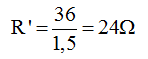 R' = 36/1,5 = 24Ω